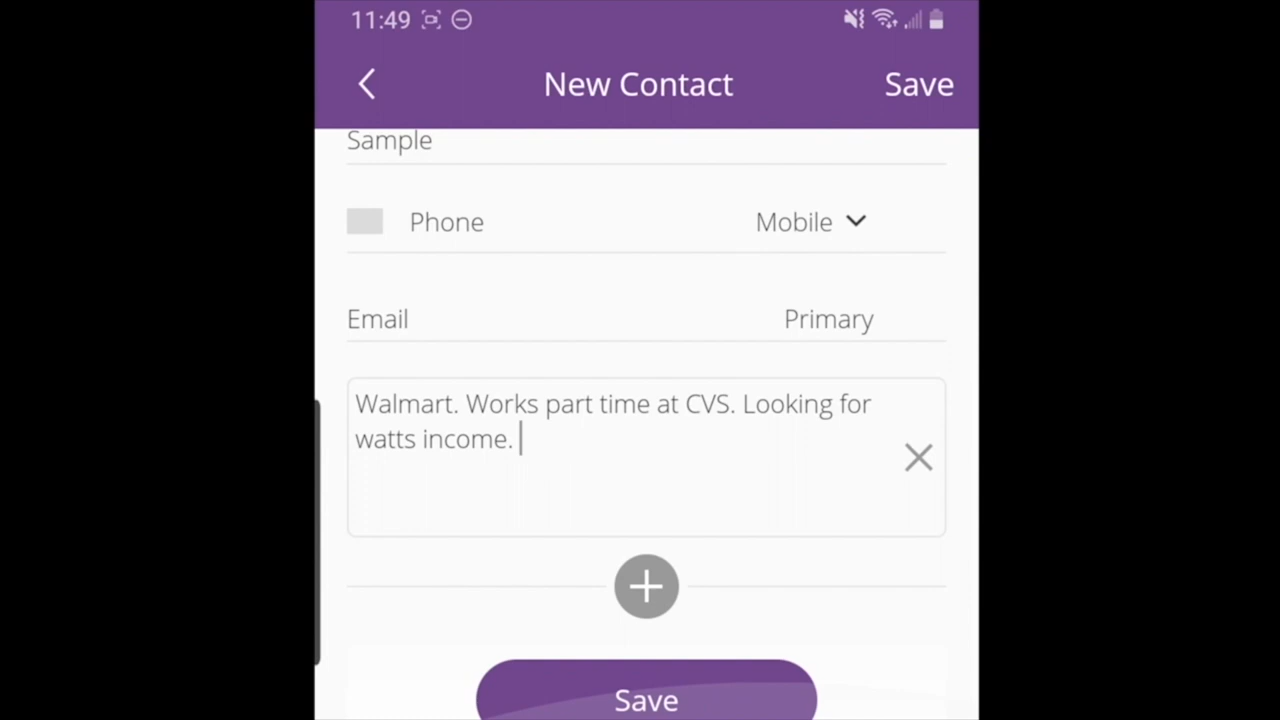 11:49
New Contact Save
Sample
Phone Mobile
Email Primary
Walmart. Works part time at CVS. Looking for
watts income.
Save